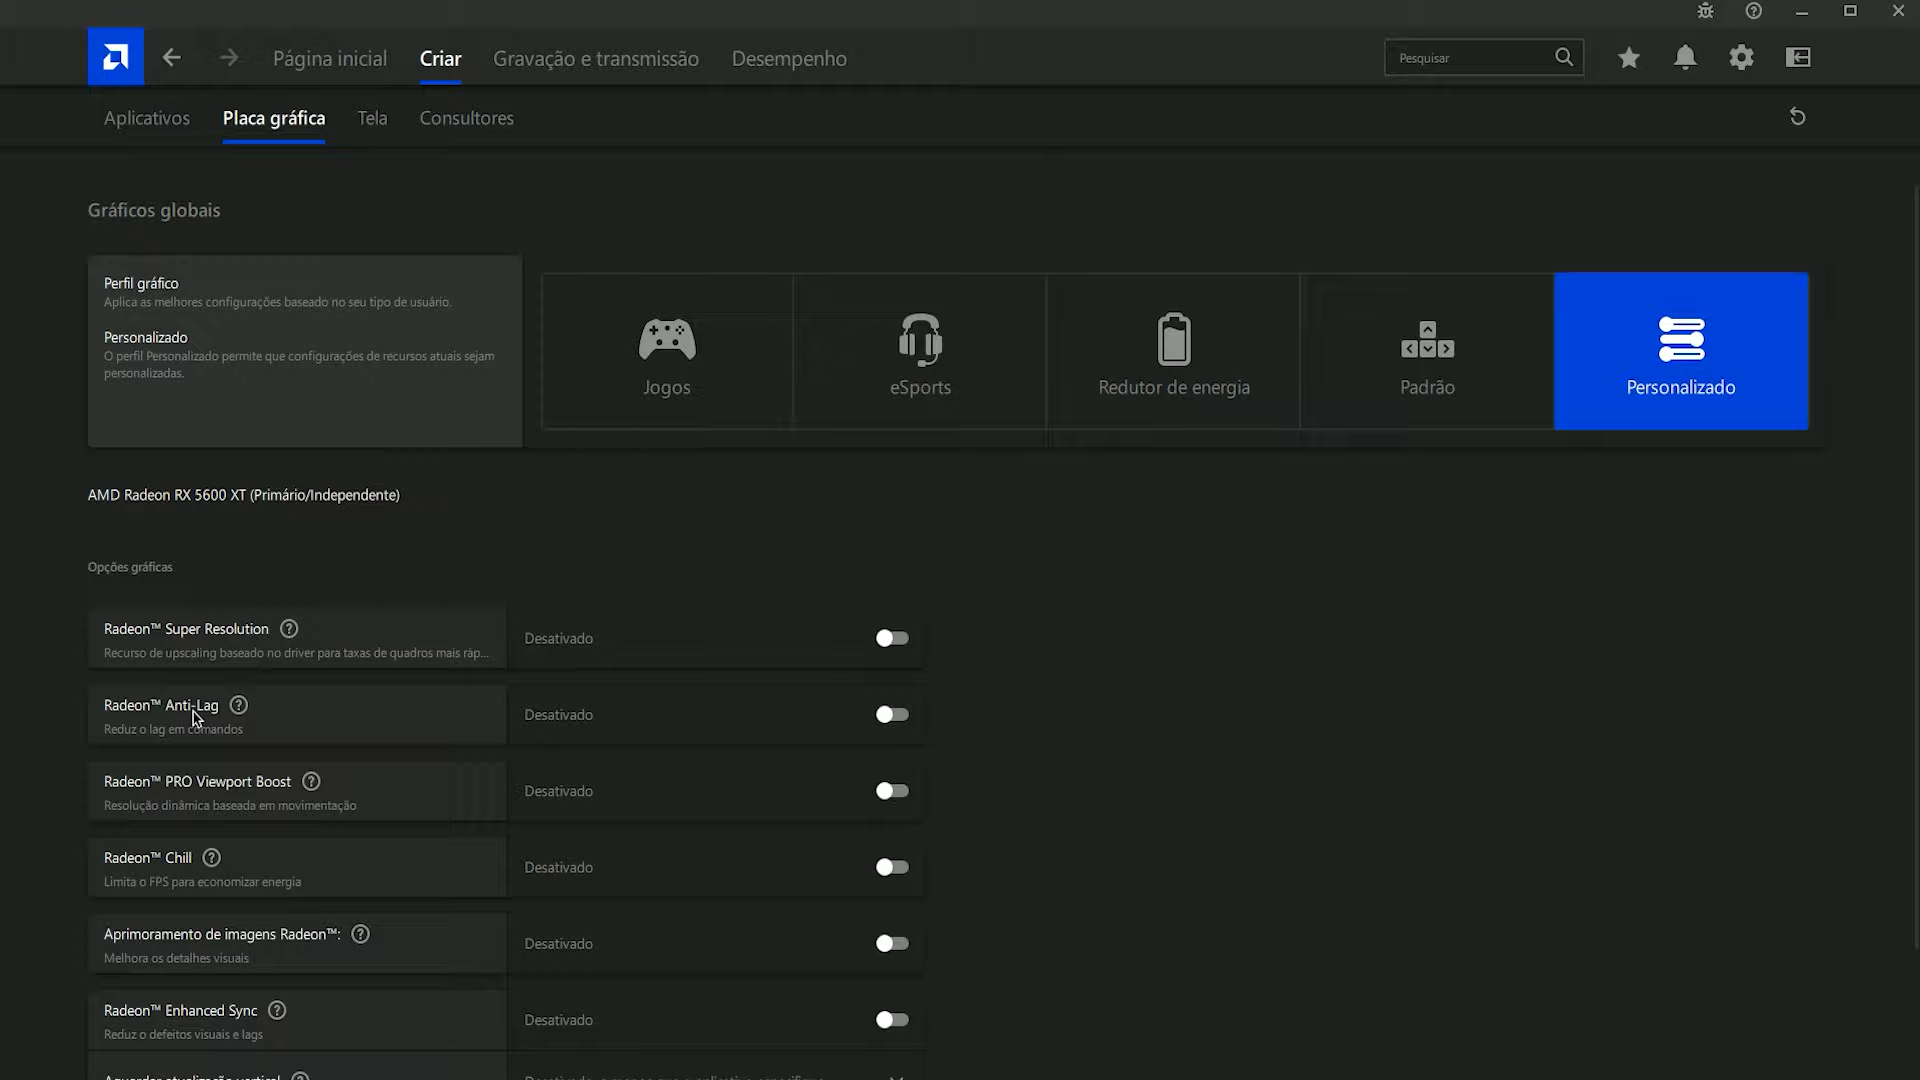 Página inicial
Criar
Gravação e transmissão
Desempenho
Pesquisar
Aplicativos
Placa gráfica
Tela
Consultores
Gráficos globais
Perfil gráfico
Aplica as melhores configurações baseado no seu tipo de usuário.
Personalizado
O perfil Personalizado permite que configurações de recursos atuais sejam
personalizadas.
Jogos
eSports
Redutor de energia
Padrão
Personalizado
AMD Radeon RX 5600 XT (Primário/Independente)
Opções gráficas
Radeon™ Super Resolution
Recurso de upscaling baseado no driver para taxas de quadros mais ráp...
Desativado
Radeon™ Anti-Lag
Reduz o lag em comandos
Desativado
Radeon™ PRO Viewport Boost
Resolução dinâmica baseada em movimentação
Desativado
Radeon™ Chill
Limita o FPS para economizar energia
Desativado
Aprimoramento de imagens Radeon™:
Melhora os detalhes visuais
Desativado
Radeon™ Enhanced Sync
Reduz o defeitos visuais e lags
Desativado
Aguardar atualização vertical